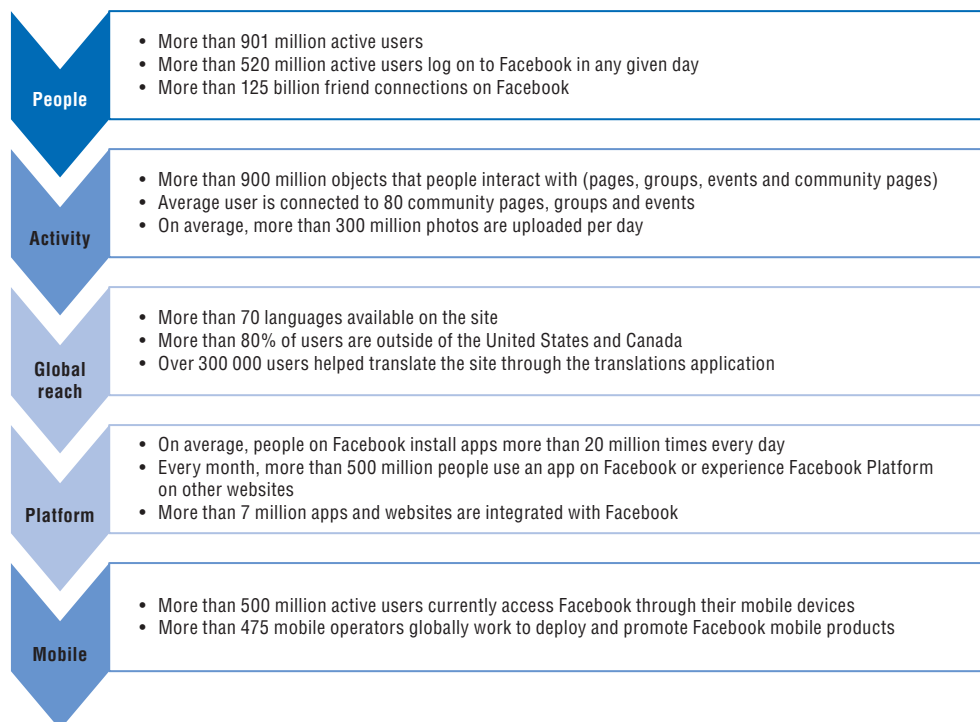 People
• More than 901 million active users
• More than 520 million active users log on to Facebook in any given day
• More than 125 billion friend connections on Facebook
Activity
• More than 900 million objects that people interact with (pages, groups, events and community pages)
• Average user is connected to 80 community pages, groups and events
• On average, more than 300 million photos are uploaded per day
Global
reach
• More than 70 languages available on the site
• More than 80% of users are outside of the United States and Canada
• Over 300 000 users helped translate the site through the translations application
Platform
• On average, people on Facebook install apps more than 20 million times every day
• Every month, more than 500 million people use an app on Facebook or experience Facebook Platform
on other websites
• More than 7 million apps and websites are integrated with Facebook
Mobile
• More than 500 million active users currently access Facebook through their mobile devices
• More than 475 mobile operators globally work to deploy and promote Facebook mobile products